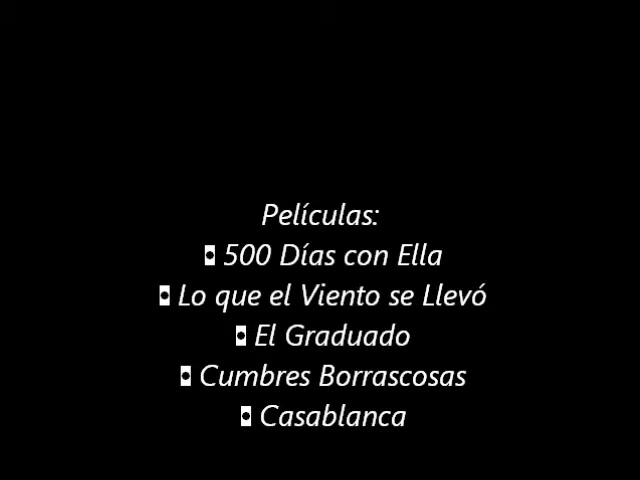 Películas:
• 500 Días con Ella
• Lo que el Viento se Llevó
• El Graduado
• Cumbres Borrascosas
• Casablanca